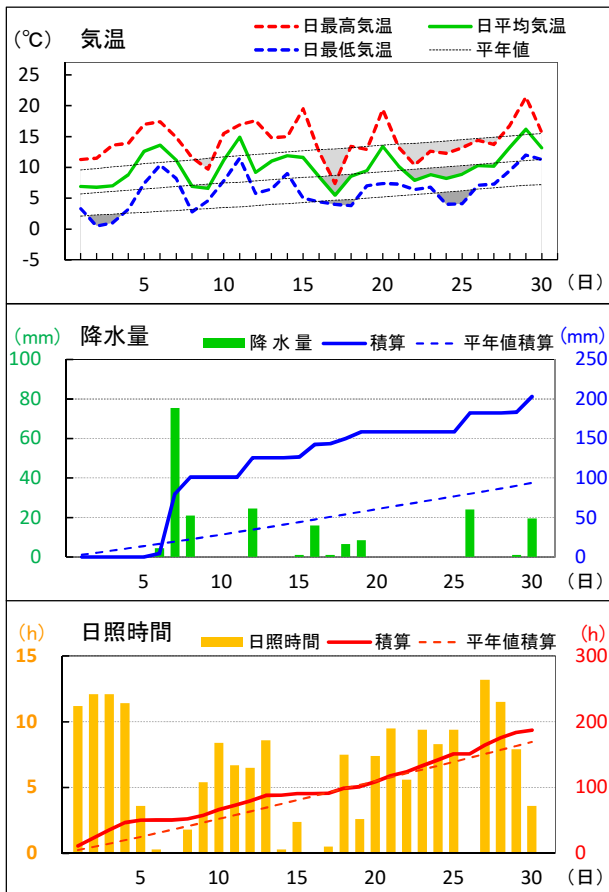 (℃) 気温
日最高気温 日平均気温
日最低気温 平年値
25
20
15
10
5
0
-5
5 10 15 20 25 30 (日)
(mm) 降水量 降 水 量 積算 平年値積算 (mm)
100 250
80 200
60 150
40 100
20 50
0 0
5 10 15 20 25 30 (日)
(h) 日照時間 日照時間 積算 平年値積算 (h)
15 300
10 200
5 100
0 0
5 10 15 20 25 30 (日)